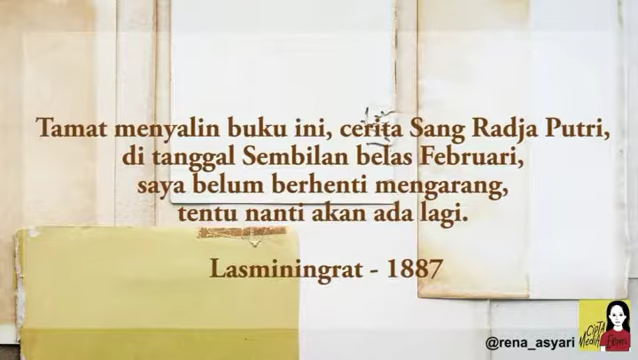 Tamat menyalin buku ini, cerita Sang Radja Putri,
di tanggal Sembilan belas Februari,
saya belum berhenti mengarang,
tentu nanti akan ada lagi.
Lasminingrat - 1887
@rena_asyari